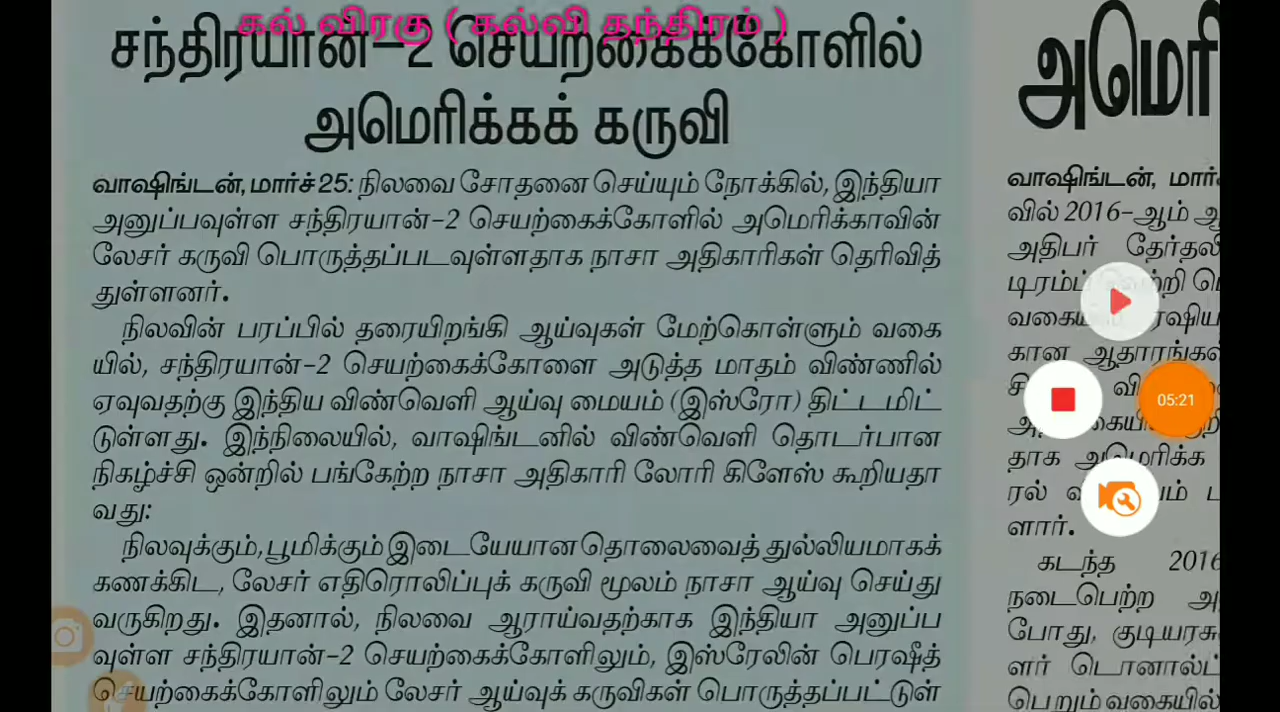 கல் விரகு ( கல்வி தந்திரம் )
சந்திரயான்-2 செயற்கைக்கோளில்
அமெரிக்கக் கருவி
வாஷிங்டன், மார்ச் 25: நிலவை சோதனை செய்யும் நோக்கில், இந்தியா
அனுப்பவுள்ள சந்திரயான்-2 செயற்கைக்கோளில் அமெரிக்காவின்
லேசர் கருவி பொருத்தப்படவுள்ளதாக நாசா அதிகாரிகள் தெரிவித்
துள்ளனர்.
நிலவின் பரப்பில் தரையிறங்கி ஆய்வுகள் மேற்கொள்ளும் வகை
யில், சந்திரயான்-2 செயற்கைக்கோளை அடுத்த மாதம் விண்ணில்
ஏவுவதற்கு இந்திய விண்வெளி ஆய்வு மையம் (இஸ்ரோ) திட்டமிட்
டுள்ளது. இந்நிலையில், வாஷிங்டனில் விண்வெளி தொடர்பான
நிகழ்ச்சி ஒன்றில் பங்கேற்ற நாசா அதிகாரி லோரி கிளேஸ் கூறியதா
வது:
நிலவுக்கும், பூமிக்கும் இடையேயான தொலைவைத் துல்லியமாகக்
கணக்கிட, லேசர் எதிரொலிப்புக் கருவி மூலம் நாசா ஆய்வு செய்து
வருகிறது. இதனால், நிலவை ஆராய்வதற்காக இந்தியா அனுப்ப
வுள்ள சந்திரயான்-2 செயற்கைக்கோளிலும், இஸ்ரேலின் பெரஷீத்
செயற்கைக்கோளிலும் லேசர் ஆய்வுக் கருவிகள் பொருத்தப்பட்டுள்
அமெரி
வாஷிங்டன், மார்
வில் 2016-ஆம் ஆ
அதிபர் தேர்தலி
டிரம்ப்
கான ஆதாரங்கள்
தாக அமெரிக்க
ளார்.
கடந்த 2016
நடைபெற்ற அ
போது, குடியரசு
ளர் டொனால்ட்
பெறும் வகையில்
05:21